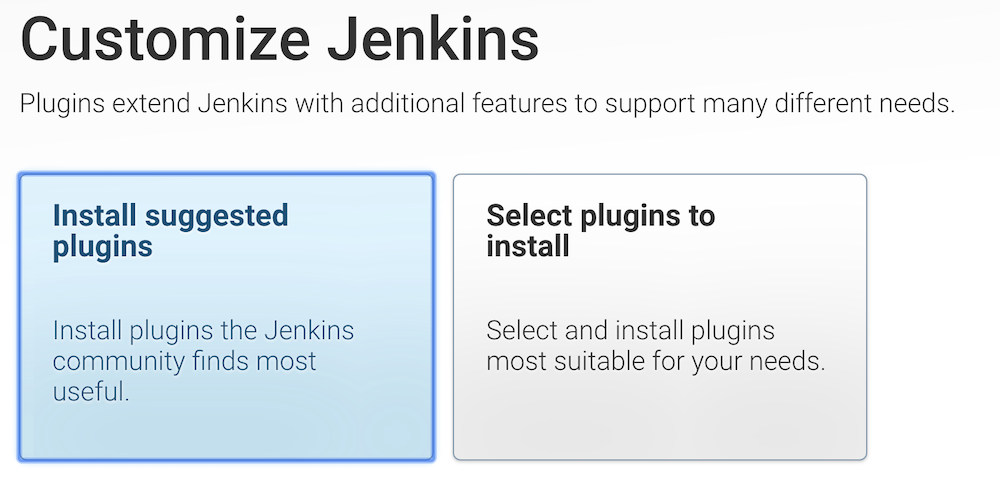 Customize Jenkins
Plugins extend Jenkins with additional features to support many different needs.
Install suggested
plugins
Install plugins the Jenkins
community finds most
useful.
Select plugins to
install
Select and install plugins
most suitable for your needs.